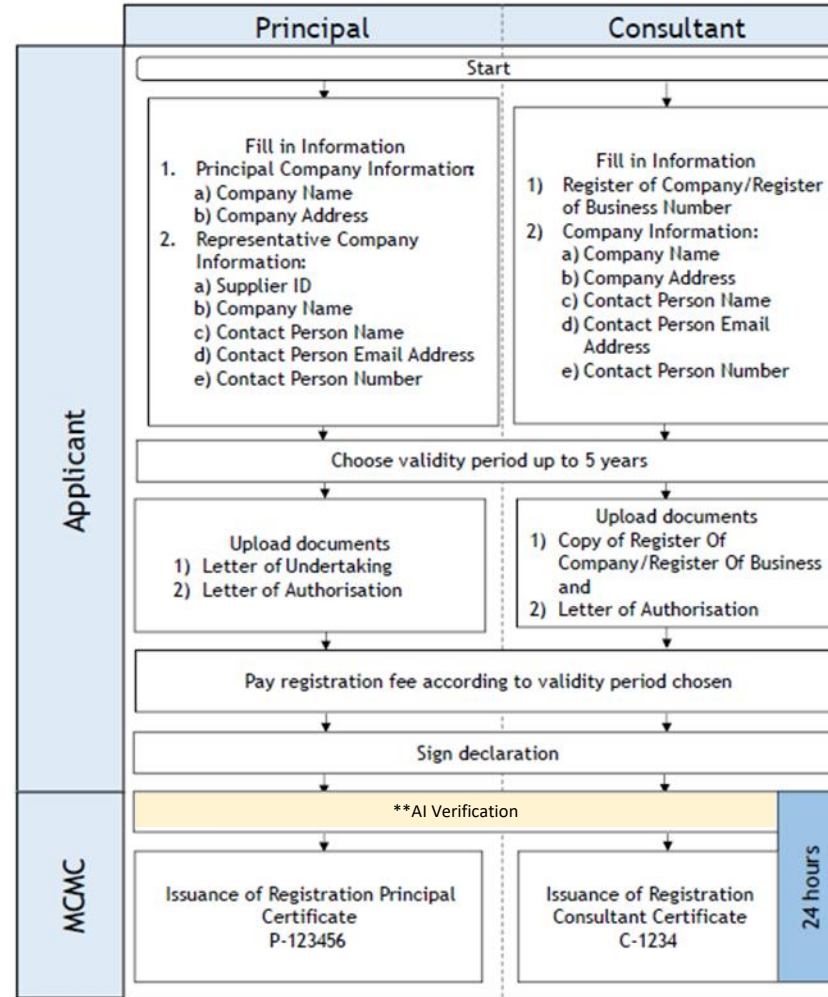 Principal
Consultant
Applicant
Start
Fill in Information
1. Principal Company Information:
a) Company Name
b) Company Address
2. Representative Company
Information:
a) Supplier ID
b) Company Name
c) Contact Person Name
d) Contact Person Email Address
e) Contact Person Number
Fill in Information
1) Register of Company/Register
of Business Number
2) Company Information:
a) Company Name
b) Company Address
c) Contact Person Name
d) Contact Person Email
Address
e) Contact Person Number
Choose validity period up to 5 years
Upload documents
1) Letter of Undertaking
2) Letter of Authorisation
Upload documents
1) Copy of Register Of
Company/Register Of Business
and
2) Letter of Authorisation
Pay registration fee according to validity period chosen
Sign declaration
MCMC
**AI Verification
Issuance of Registration Principal
Certificate
P-123456
Issuance of Registration
Consultant Certificate
C-1234
24 hours